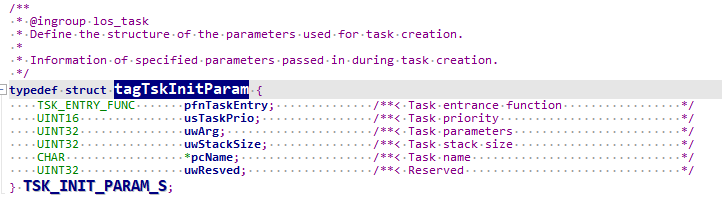 /**
 * @ingroup los_task
 * Define the structure of the parameters used for task creation.
 *
 * Information of specified parameters passed in during task creation.
 */
typedef struct tagTskInitParam {
    TSK_ENTRY_FUNC       pfnTaskEntry;              /**< Task entrance function                 */
    UINT16               usTaskPrio;                /**< Task priority                          */
    UINT32               uwArg;                     /**< Task parameters                        */
    UINT32               uwStackSize;               /**< Task stack size                        */
    CHAR                 *pcName;                   /**< Task name                              */
    UINT32               uwResved;                  /**< Reserved                               */
} TSK_INIT_PARAM_S;